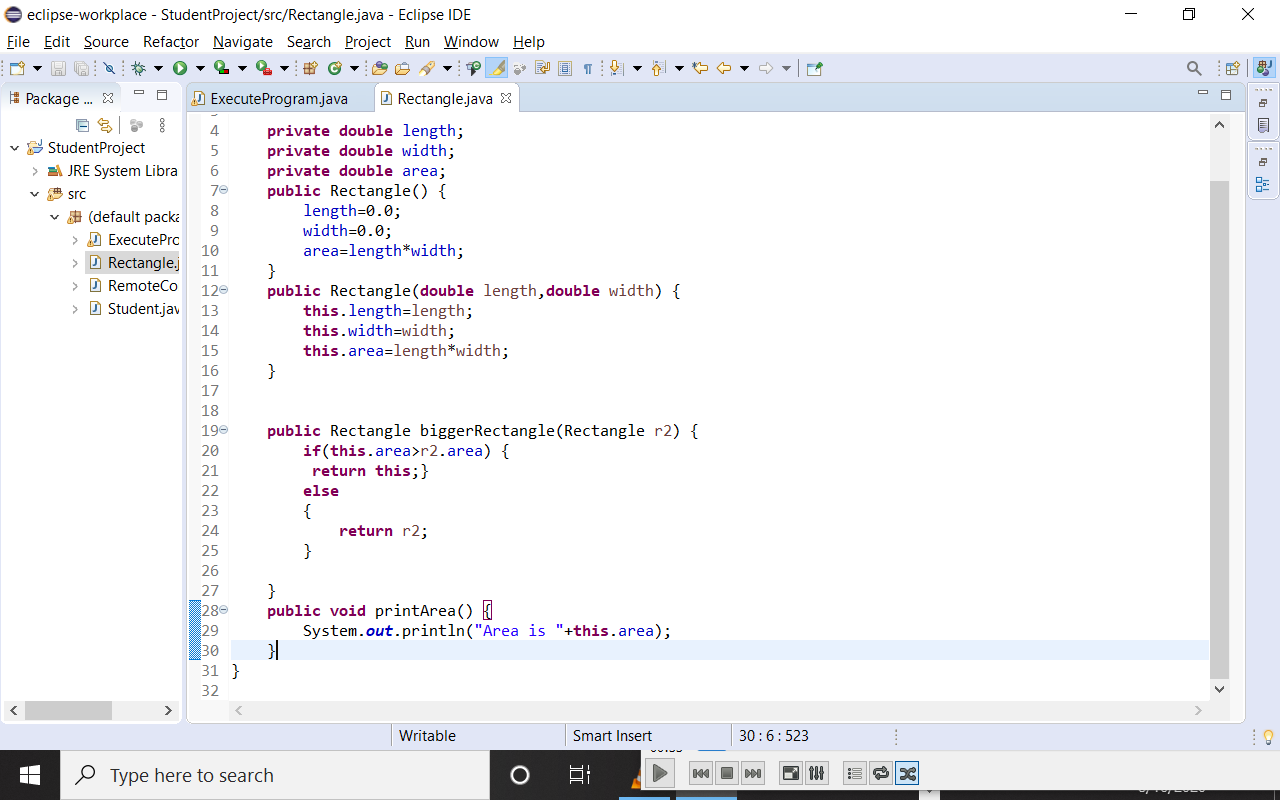 eclipse-workplace - StudentProject/src/Rectangle.java - Eclipse IDE
File Edit Source Refactor Navigate Search Project Run Window Help
Package ...
ExecuteProgram.java
Rectangle.java
StudentProject
JRE System Libra
src
(default packa
ExecutePro
Rectangle.j
RemoteCo
Student.jav
4 private double length;
5 private double width;
6 private double area;
7 public Rectangle() {
8 length=0.0;
9 width=0.0;
10 area=length*width;
11 }
12 public Rectangle(double length,double width) {
13 this.length=length;
14 this.width=width;
15 this.area=length*width;
16 }
17
18
19 public Rectangle biggerRectangle(Rectangle r2) {
20 if(this.area>r2.area) {
21 return this;}
22 else
23 {
24 return r2;
25 }
26
27 }
28 public void printArea() {
29 System.out.println("Area is "+this.area);
30 }
31 }
32
Writable
Smart Insert
30 : 6 : 523
Type here to search